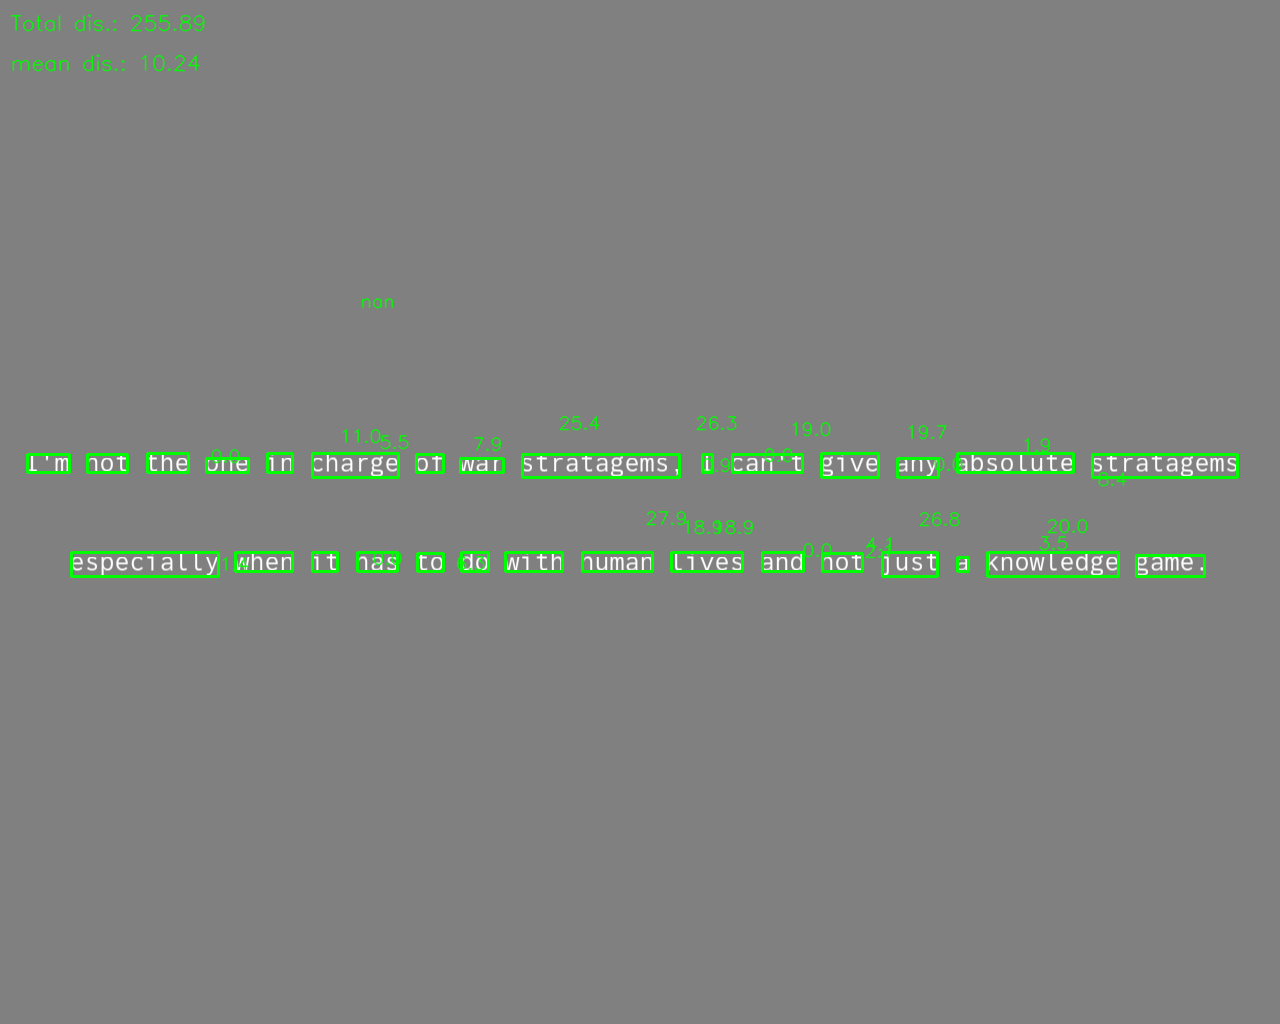 Total dis.: 255.89
mean dis.: 10.24
nan
11.0 5.5 7.9 25.4 26.3 19.0 19.7 1.9
I'm not the one in charge of war stratagems, i can't give any absolute stratagems
27.9 18.9 18.9 0.0 4.1 26.8 3.5 20.0
especially when it has to do with human lives and not just a knowledge game.